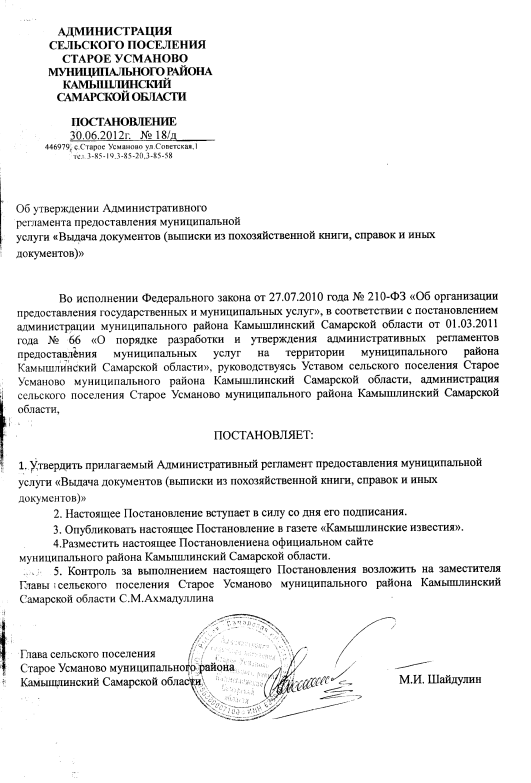 АДМИНИСТРАЦИЯ
СЕЛЬСКОГО ПОСЕЛЕНИЯ
СТАРОЕ УСМАНОВО
МУНИЦИПАЛЬНОГО РАЙОНА
КАМЫШЛИНСКИЙ
САМАРСКОЙ ОБЛАСТИ
ПОСТАНОВЛЕНИЕ
30.06.2012г. № 18/д
446979, с.Старое Усманово ул.Советская,1
тел.3-85-19,3-85-20,3-85-58
Об утверждении Административного
регламента предоставления муниципальной
услуги «Выдача документов (выписки из похозяйственной книги, справок и иных
документов)»
Во исполнении Федерального закона от 27.07.2010 года № 210-ФЗ «Об организации
предоставления государственных и муниципальных услуг», в соответствии с постановлением
администрации муниципального района Камышлинский Самарской области от 01.03.2011
года № 66 «О порядке разработки и утверждения административных регламентов
предоставления муниципальных услуг на территории муниципального района
Камышлинский Самарской области», руководствуясь Уставом сельского поселения Старое
Усманово муниципального района Камышлинский Самарской области, администрация
сельского поселения Старое Усманово муниципального района Камышлинский Самарской
области,
ПОСТАНОВЛЯЕТ:
1. Утвердить прилагаемый Административный регламент предоставления муниципальной
услуги «Выдача документов (выписки из похозяйственной книги, справок и иных
документов)»
2. Настоящее Постановление вступает в силу со дня его подписания.
3. Опубликовать настоящее Постановление в газете «Камышлинские известия».
4.Разместить настоящее Постановлениена официальном сайте
муниципального района Камышлинский Самарской области.
5. Контроль за выполнением настоящего Постановления возложить на заместителя
Главы сельского поселения Старое Усманово муниципального района Камышлинский
Самарской области С.М.Ахмадуллина
Глава сельского поселения
Старое Усманово муниципального района
Камышлинский Самарской области
М.И. Шайдулин